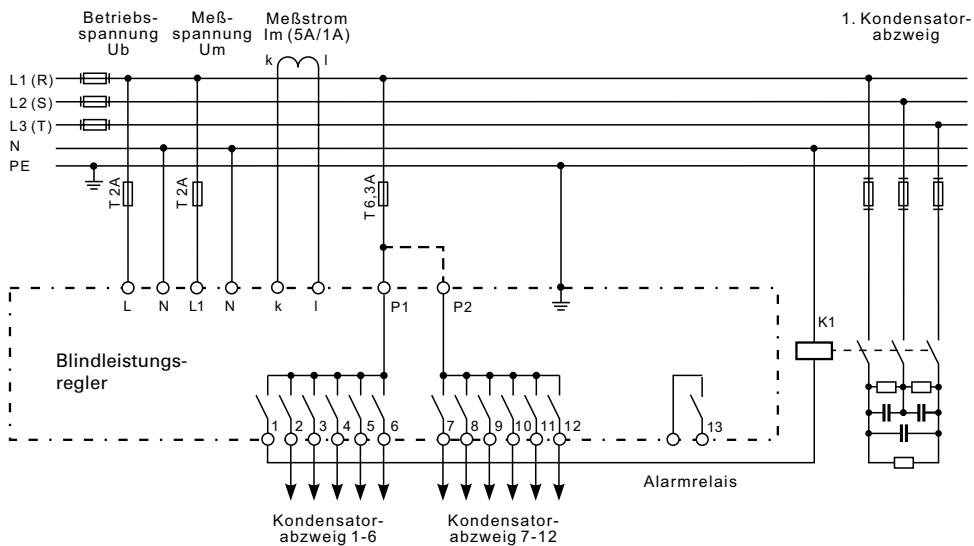 Betriebs-
spannung
Ub
Meß-
spannung
Um
Meßstrom
Im (5A/1A)
1. Kondensator-
abzweig
k l
L1 (R)
L2 (S)
L3 (T)
N
PE
T 2A
T 2A
T 6,3 A
L N L1 N k l P1 P2
K1
Blindleistungs-
regler
1 2 3 4 5 6 7 8 9 10 11 12 13
Alarmrelais
Kondensator-
abzweig 1-6
Kondensator-
abzweig 7-12